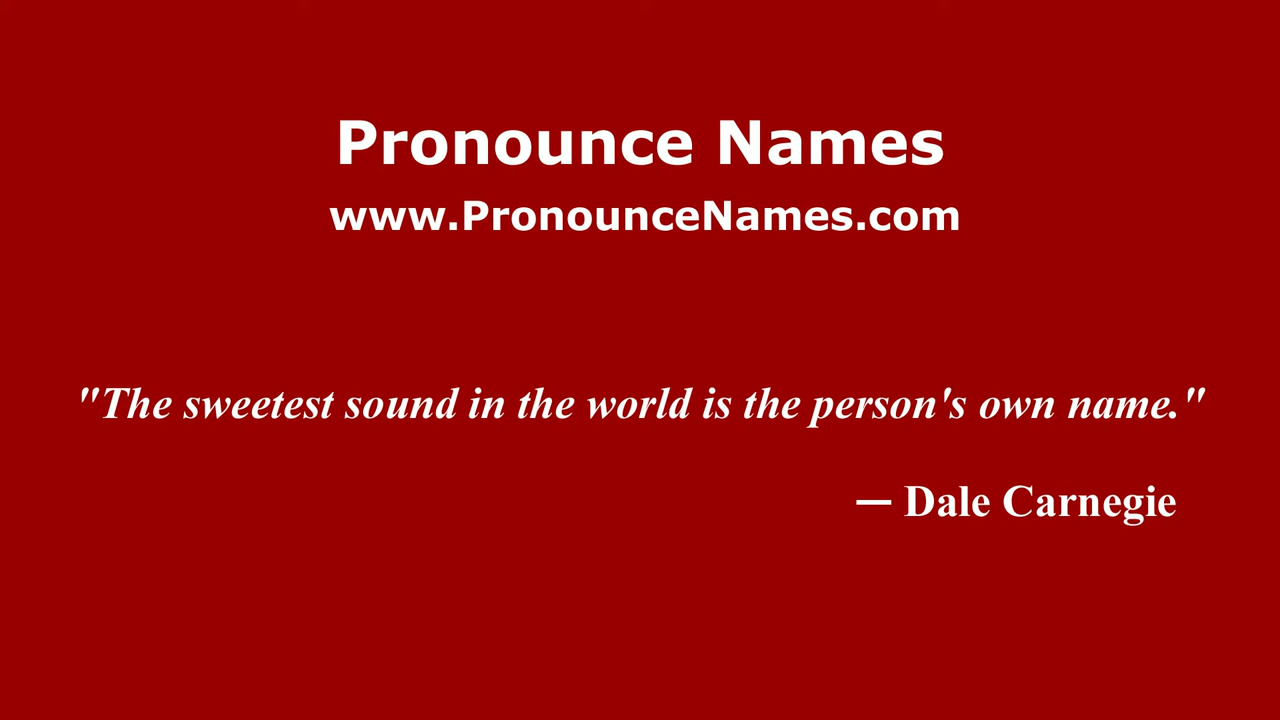 Pronounce Names
www.PronounceNames.com
"The sweetest sound in the world is the person's own name."
— Dale Carnegie